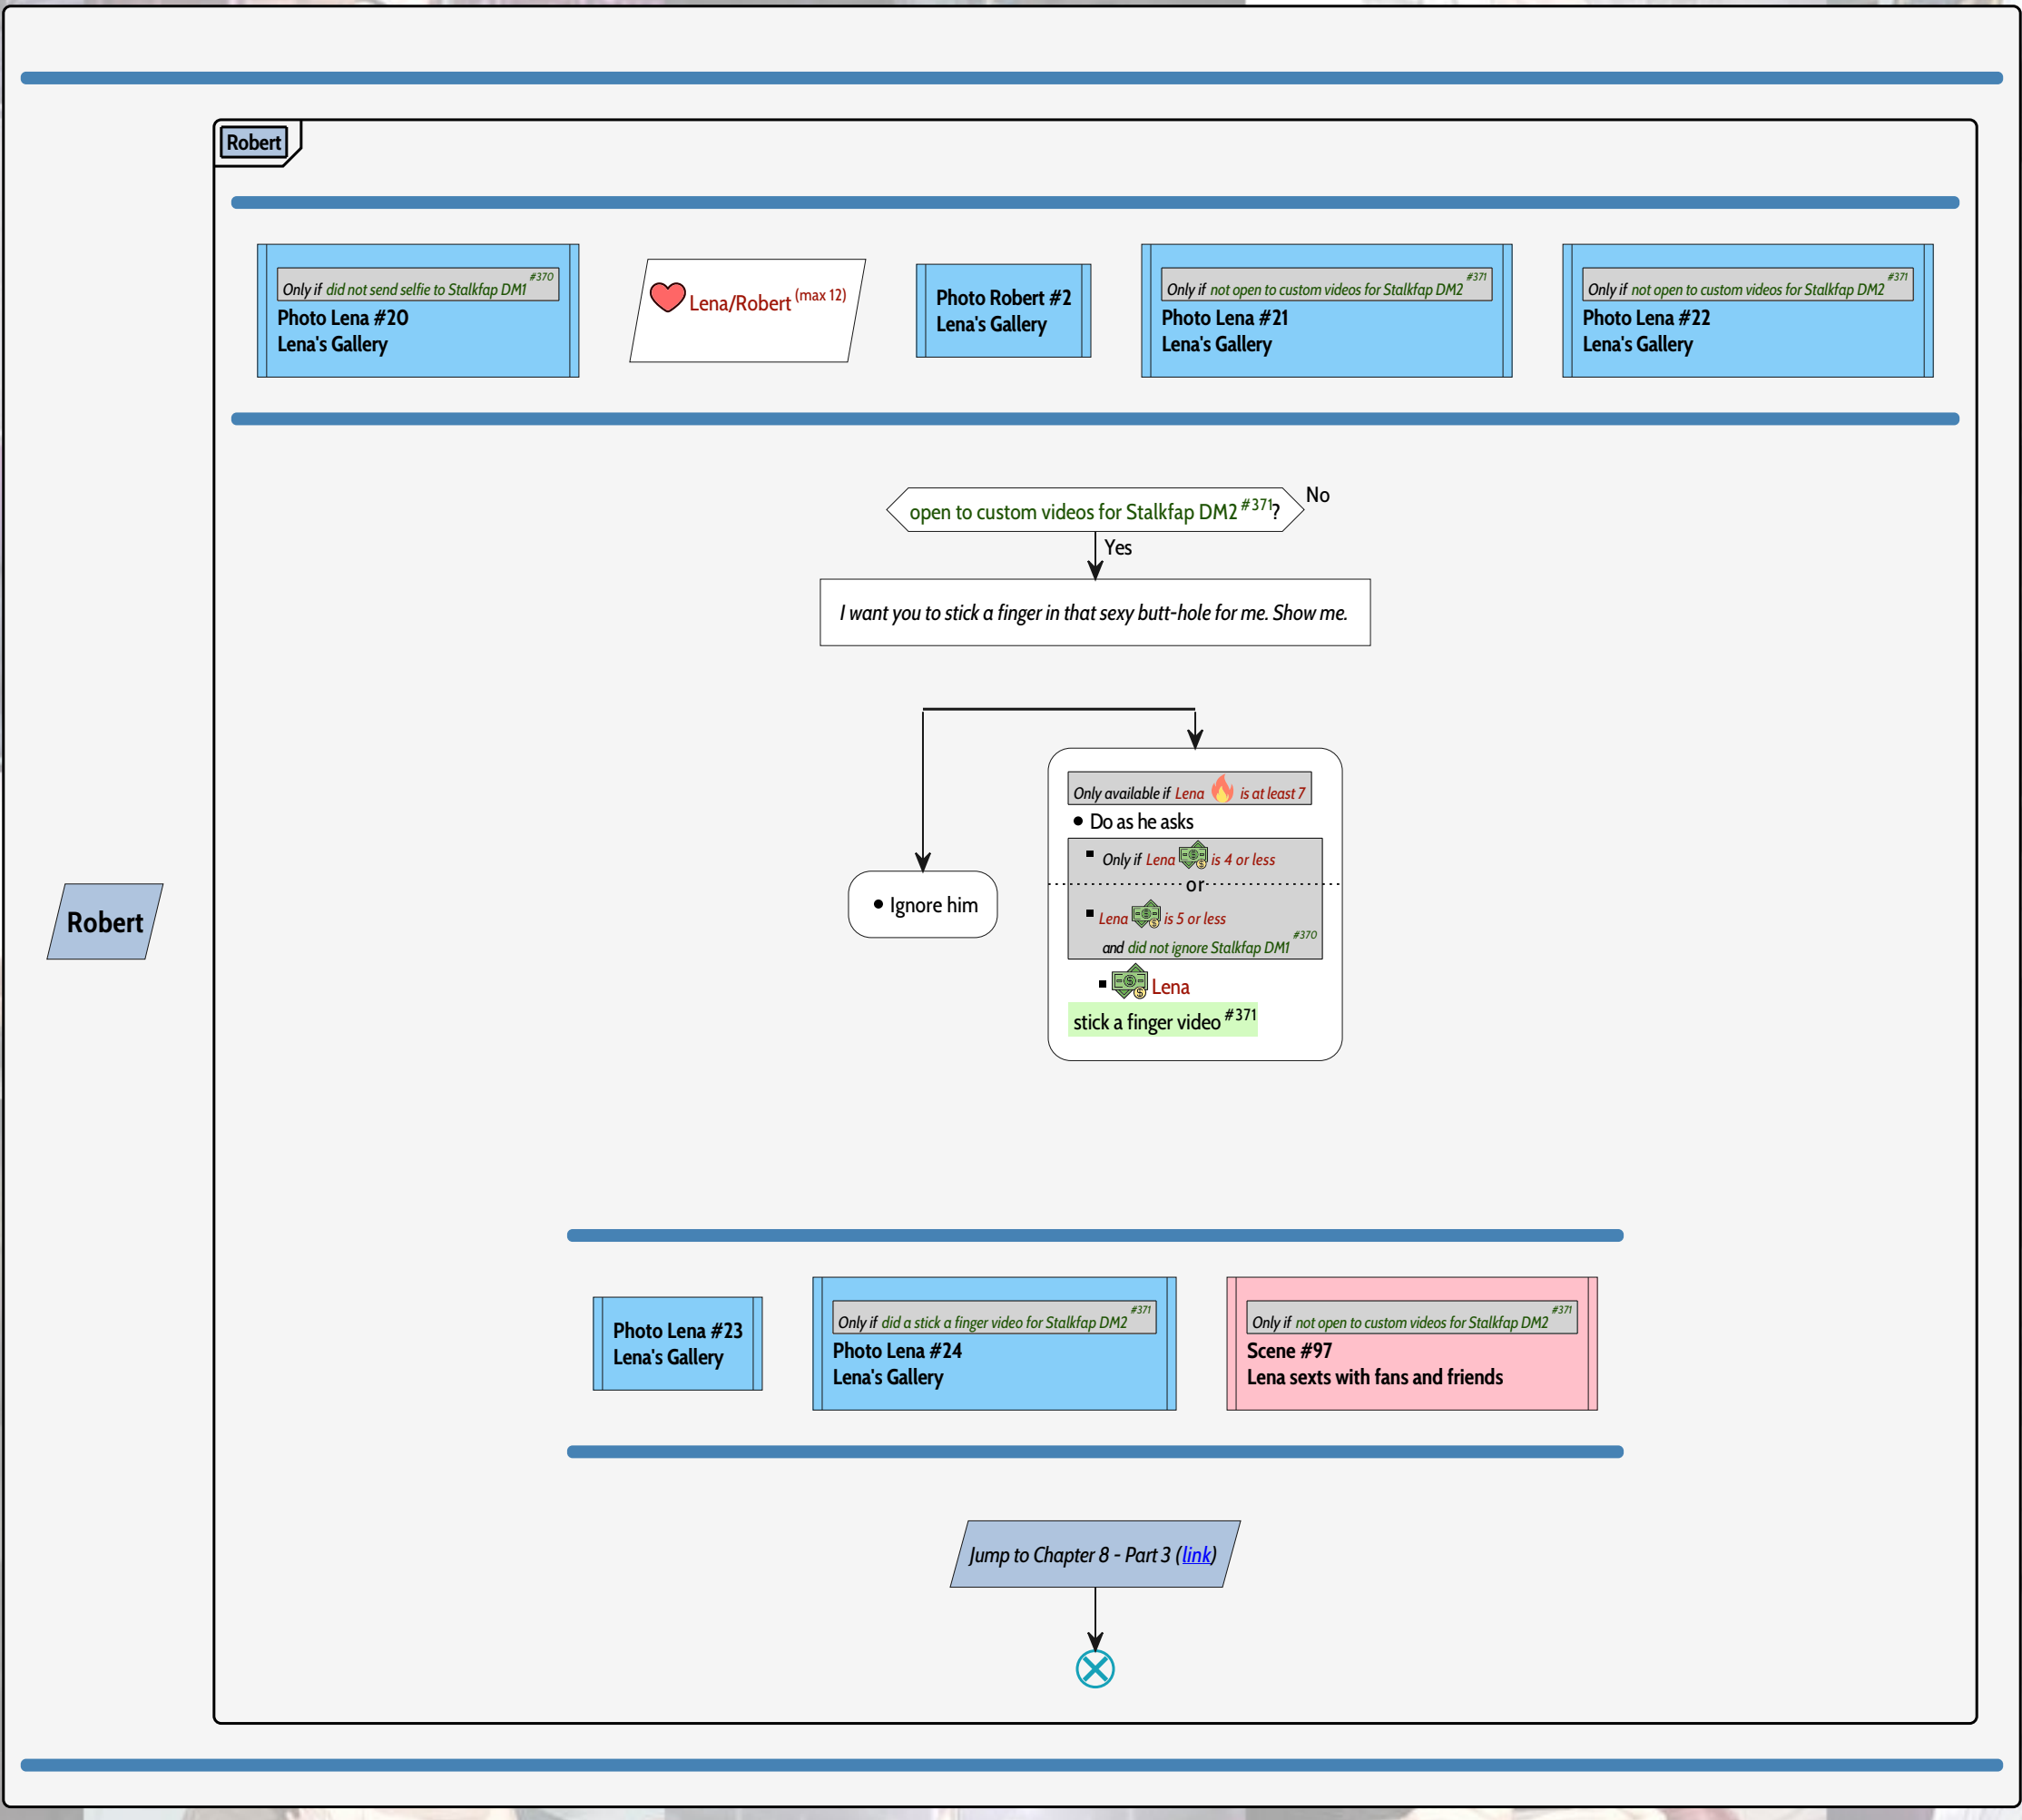 Robert
Only if did not send selfie to Stalkfap DM1 #370
Photo Lena #20
Lena's Gallery
Lena/Robert (max 12)
Photo Robert #2
Lena's Gallery
Only if not open to custom videos for Stalkfap DM2 #371
Photo Lena #21
Lena's Gallery
Only if not open to custom videos for Stalkfap DM2 #371
Photo Lena #22
Lena's Gallery
open to custom videos for Stalkfap DM2 #371?
No
Yes
I want you to stick a finger in that sexy butt-hole for me. Show me.
Only available if Lena is at least 7
• Do as he asks
▪ Only if Lena is 4 or less
or
▪ Lena is 5 or less
and did not ignore Stalkfap DM1 #370
▪ Lena
stick a finger video #371
• Ignore him
Robert
Photo Lena #23
Lena's Gallery
Only if did a stick a finger video for Stalkfap DM2 #371
Photo Lena #24
Lena's Gallery
Only if not open to custom videos for Stalkfap DM2 #371
Scene #97
Lena sexts with fans and friends
Jump to Chapter 8 - Part 3 (link)